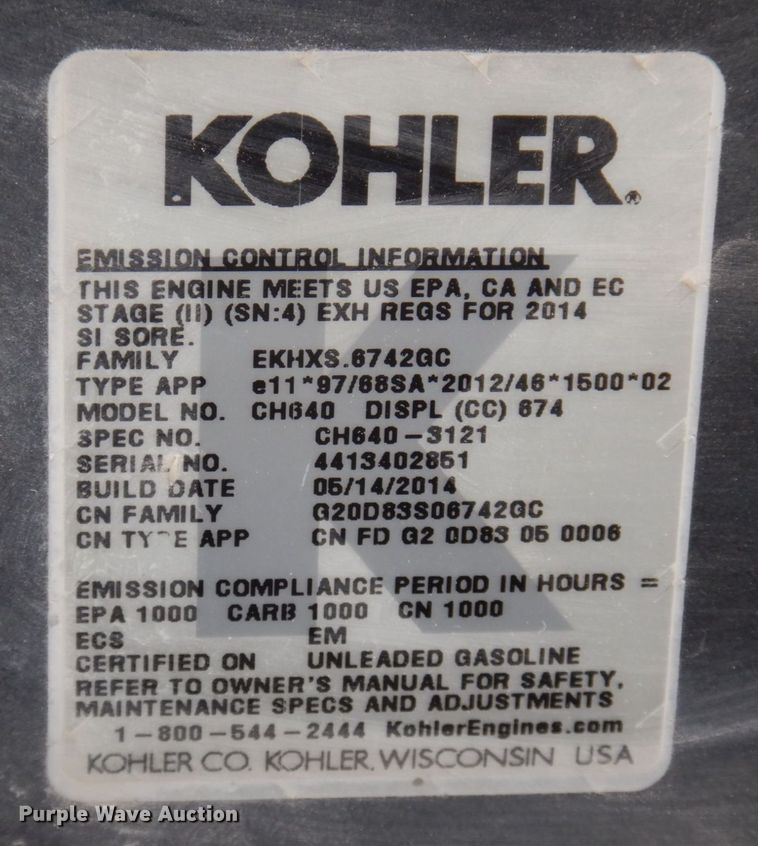 KOHLER®
EMISSION CONTROL INFORMATION
THIS ENGINE MEETS US EPA, CA AND EC
STAGE (II) (SN:4) EXH REGS FOR 2014
SI SORE.
FAMILY EKHXS.6742GC
TYPE APP e11*97/68SA*2012/46*1500*02
MODEL NO. CH640 DISPL (CC) 674
SPEC NO. CH640-3121
SERIAL NO. 4413402851
BUILD DATE 05/14/2014
CN FAMILY G20D83S06742GC
CN TYPE APP CN FD G2 0D83 05 0006
EMISSION COMPLIANCE PERIOD IN HOURS =
EPA 1000 CARB 1000 CN 1000
ECS EM
CERTIFIED ON UNLEADED GASOLINE
REFER TO OWNER'S MANUAL FOR SAFETY,
MAINTENANCE SPECS AND ADJUSTMENTS
1-800-544-2444 KohlerEngines.com
KOHLER CO. KOHLER, WISCONSIN USA
Purple Wave Auction